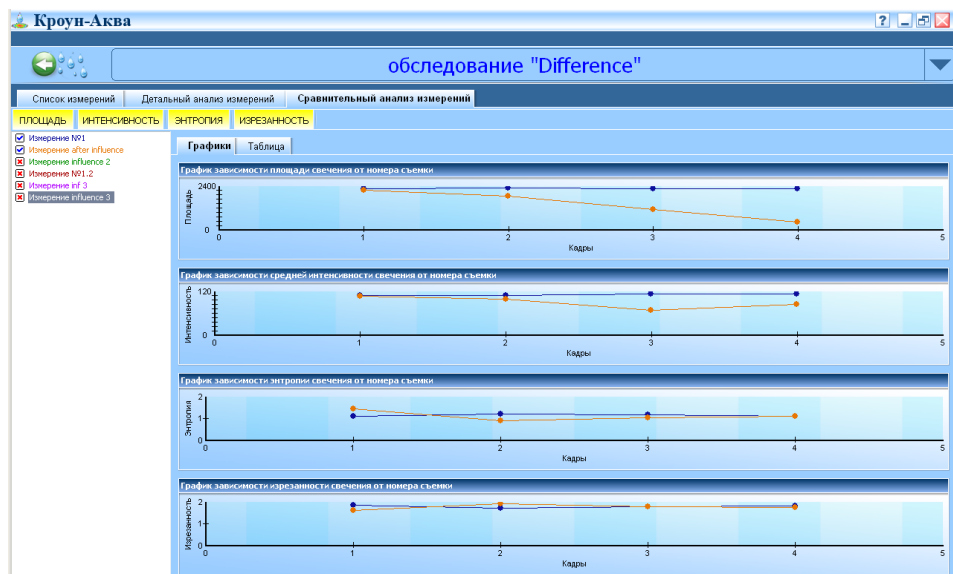 Кроун-Аква
обследование "Difference"
Список измерений Детальный анализ измерений Сравнительный анализ измерений
ПЛОЩАДЬ ИНТЕНСИВНОСТЬ ЭНТРОПИЯ ИЗРЕЗАННОСТЬ
Измерение №1
Измерение after influence
Измерение influence 2
Измерение №1.2
Измерение inf 3
Измерение influence 3
Графики Таблица
График зависимости площади свечения от номера съемки
Площадь
2400
0
0 1 2 3 4 5
Кадры
График зависимости средней интенсивности свечения от номера съемки
Интенсивность
120
0
0 1 2 3 4 5
Кадры
График зависимости энтропии свечения от номера съемки
Энтропия
2
1
0
0 1 2 3 4 5
Кадры
График зависимости изрезанности свечения от номера съемки
Изрезанность
2
1
0
0 1 2 3 4 5
Кадры